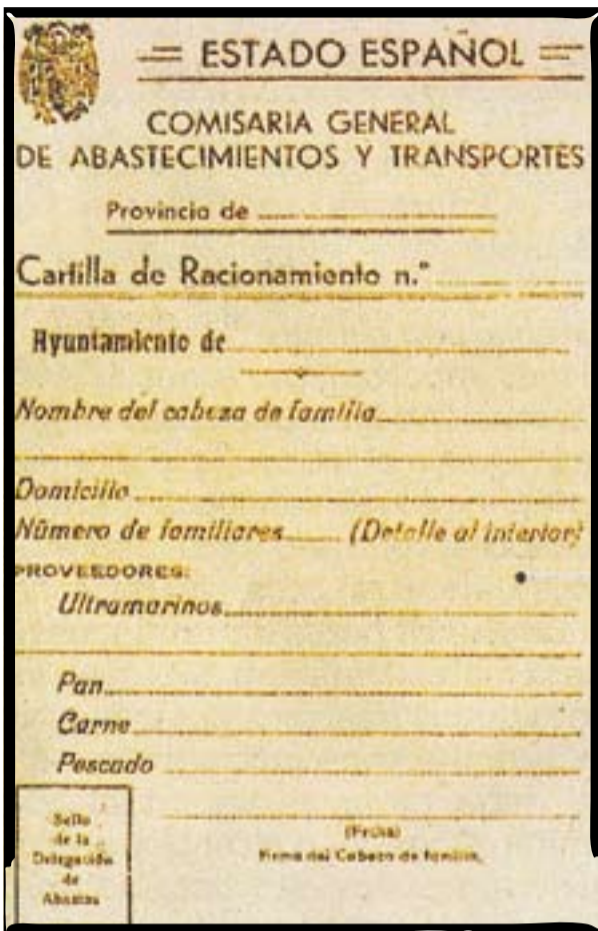 ESTADO ESPAÑOL
COMISARIA GENERAL
DE ABASTECIMIENTOS Y TRANSPORTES
Provincia de
Cartilla de Racionamiento n.º
Ayuntamiento de
Nombre del cabeza de familia
Domicilio
Número de familiares (Detalle al interior)
PROVEEDORES:
Ultramarinos
Pan
Carne
Pescado
(Fecha)
Firma del Cabeza de familia,
Sello
de la
Delegación
de
Abastos